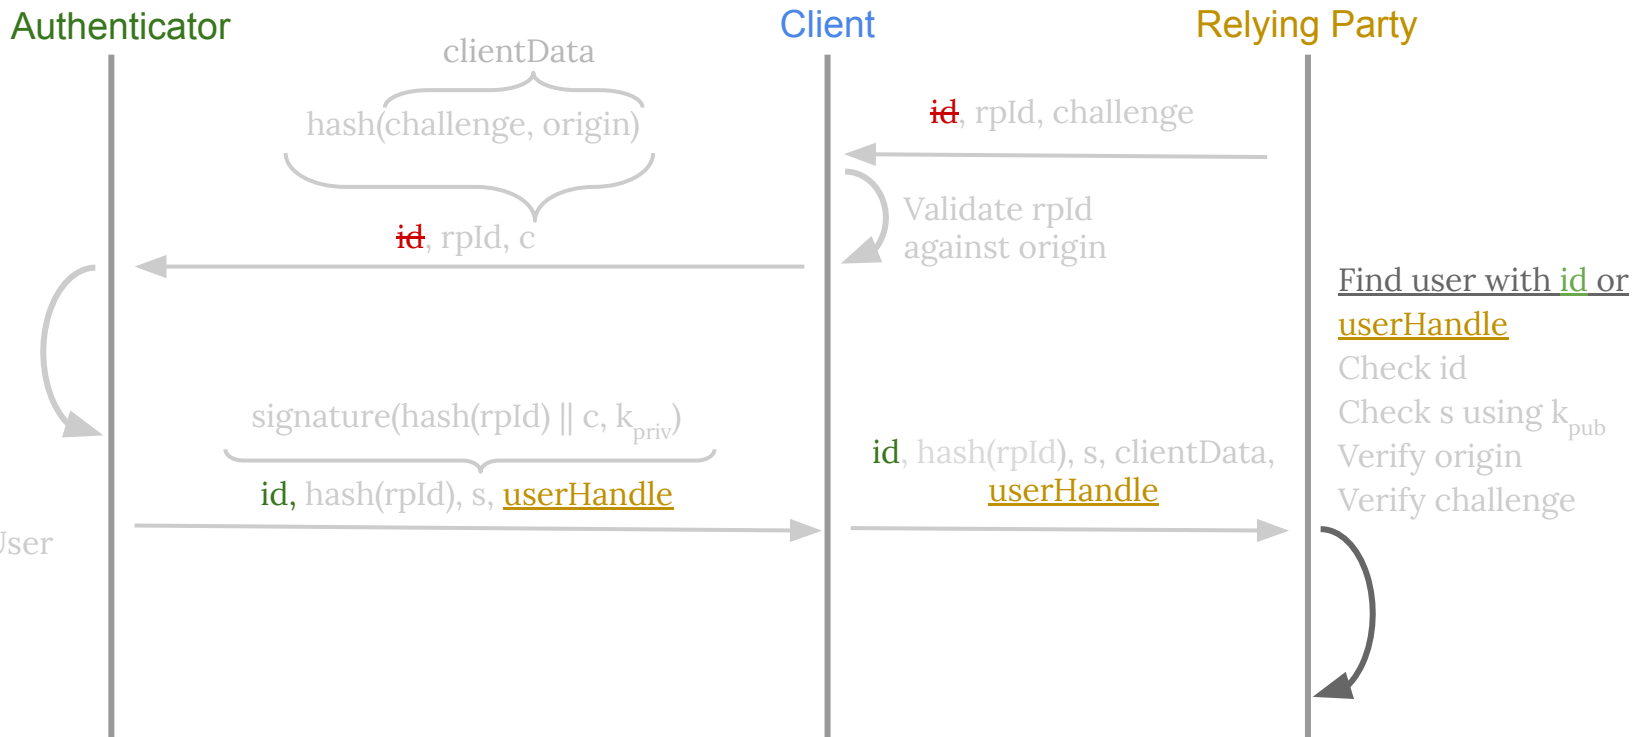 Authenticator
Client
Relying Party
clientData
hash(challenge, origin)
id, rpId, challenge
Validate rpId
against origin
id, rpId, c
Find user with id or
userHandle
Check id
Check s using kpub
Verify origin
Verify challenge
signature(hash(rpId) || c, kpriv)
id, hash(rpId), s, userHandle
id, hash(rpId), s, clientData,
userHandle
User